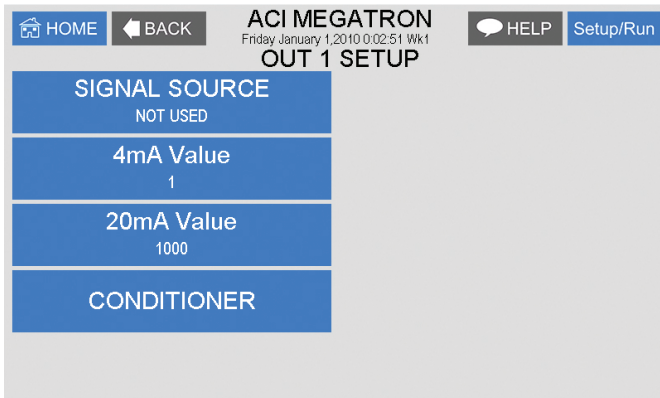 HOME
BACK
ACI MEGATRON
Friday January 1,2010 0:02:51 Wk1
OUT 1 SETUP
HELP
Setup/Run
SIGNAL SOURCE
NOT USED
4mA Value
1
20mA Value
1000
CONDITIONER